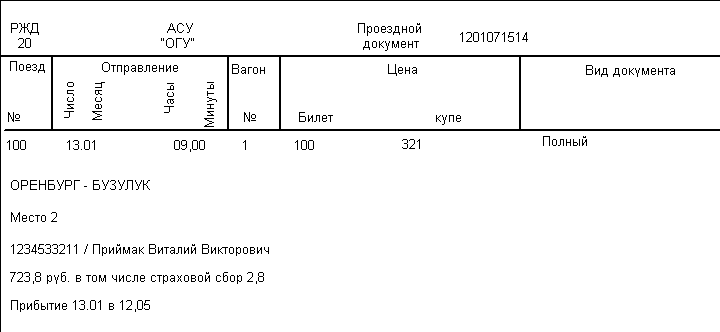 РЖД АСУ Проездной
20 "ОГУ" документ 1201071514
Поезд Отправление Вагон Цена Вид документа
№ Число Месяц Часы Минуты № Билет купе
100 13.01 09,00 1 100 321 Полный
ОРЕНБУРГ - БУЗУЛУК
Место 2
1234533211 / Приймак Виталий Викторович
723,8 руб. в том числе страховой сбор 2,8
Прибытие 13.01 в 12,05